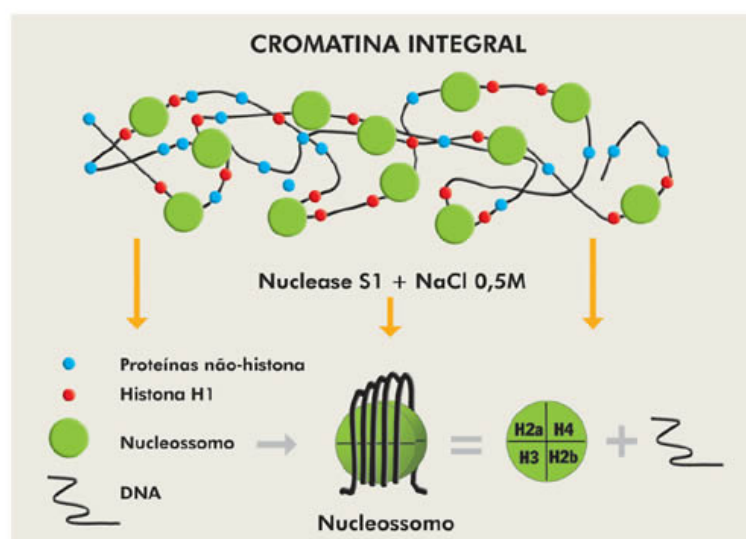 CROMATINA INTEGRAL
Nuclease S1 + NaCl 0,5M
Proteínas não-histona
Histona H1
Nucleossomo
DNA
=
H2a H4
H3 H2b
+
Nucleossomo